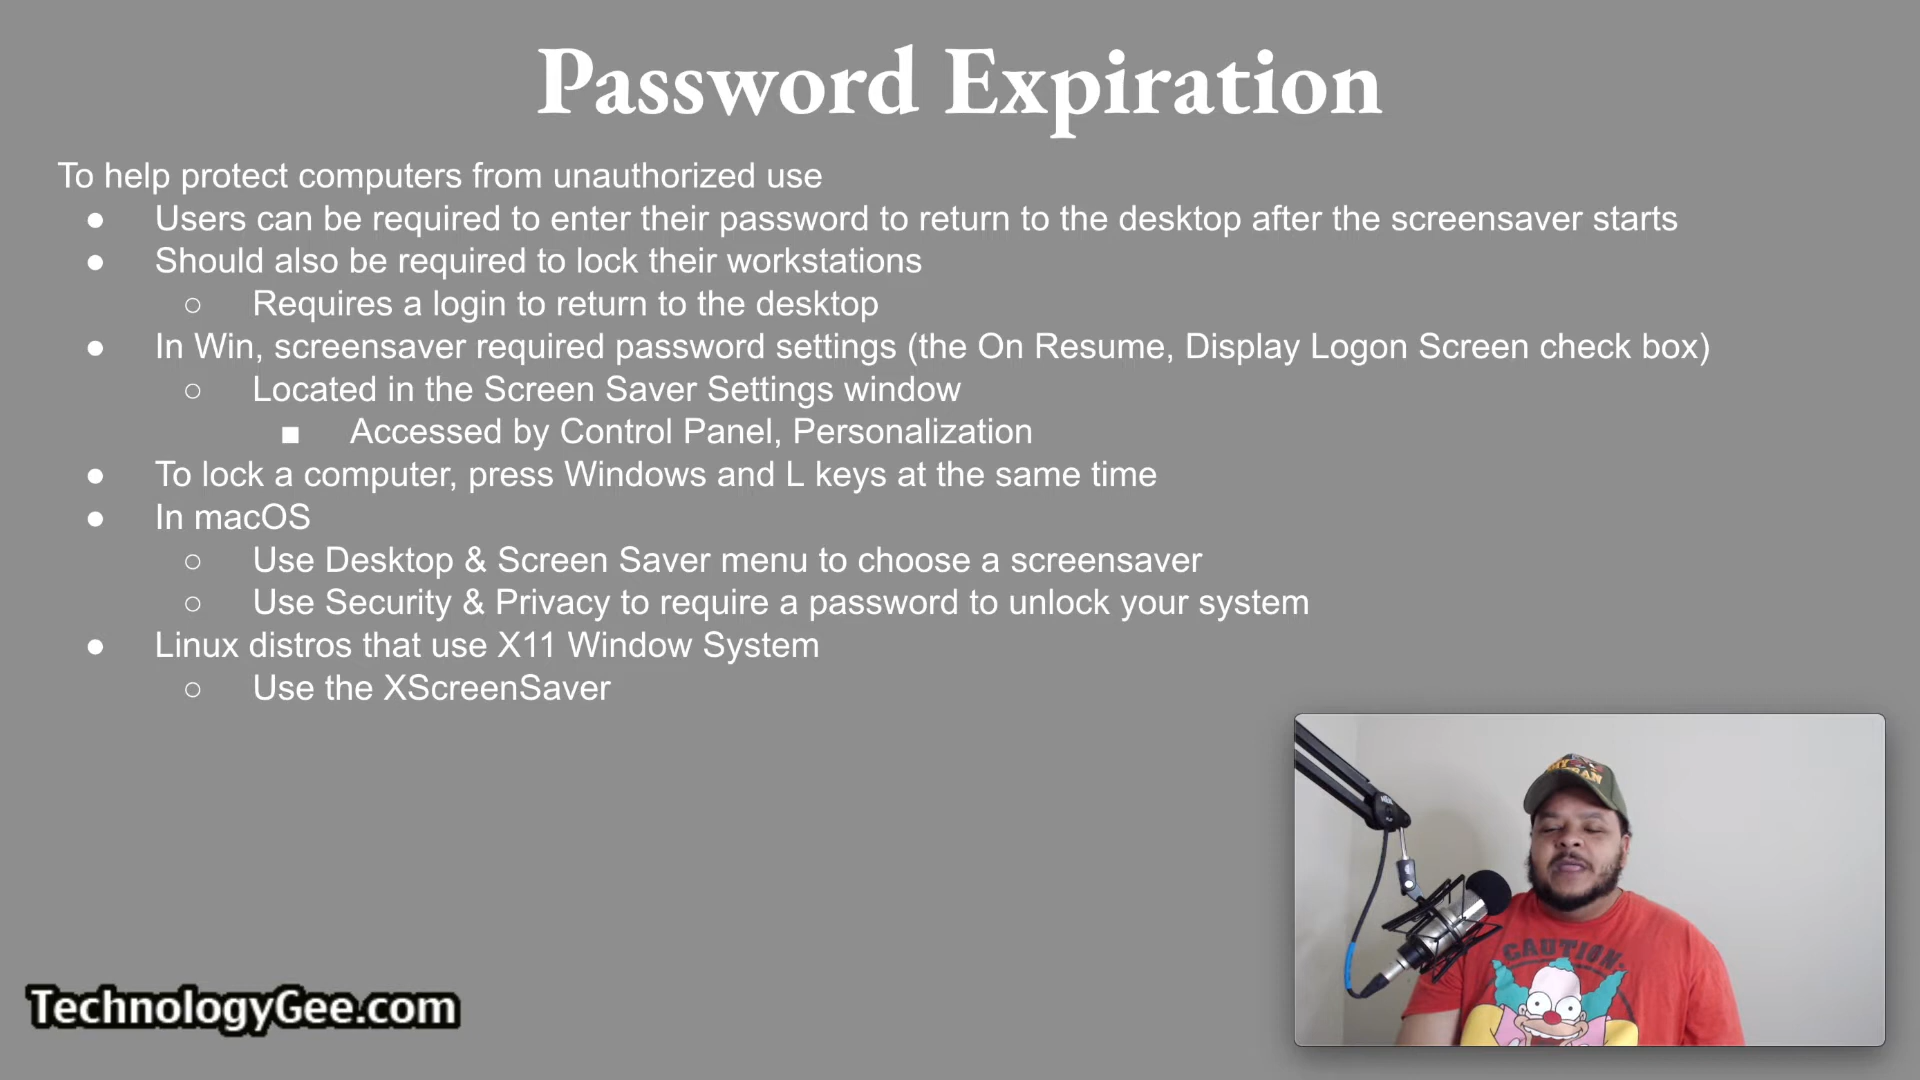 Password Expiration
To help protect computers from unauthorized use
● Users can be required to enter their password to return to the desktop after the screensaver starts
● Should also be required to lock their workstations
○ Requires a login to return to the desktop
● In Win, screensaver required password settings (the On Resume, Display Logon Screen check box)
○ Located in the Screen Saver Settings window
■ Accessed by Control Panel, Personalization
● To lock a computer, press Windows and L keys at the same time
● In macOS
○ Use Desktop & Screen Saver menu to choose a screensaver
○ Use Security & Privacy to require a password to unlock your system
● Linux distros that use X11 Window System
○ Use the XScreenSaver
CAUTION
TechnologyGee.com